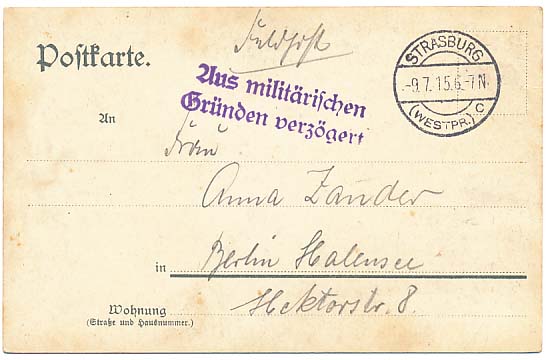 Feldpost
Postkarte.
STRASBURG
-9.7.15.6-7N.
(WESTPR.) C
Aus militärischen
Gründen verzögert
An
Frau
Anna Zander
in Berlin Halensee
Wohnung
(Straße und Hausnummer.)
Hektorstr. 8.